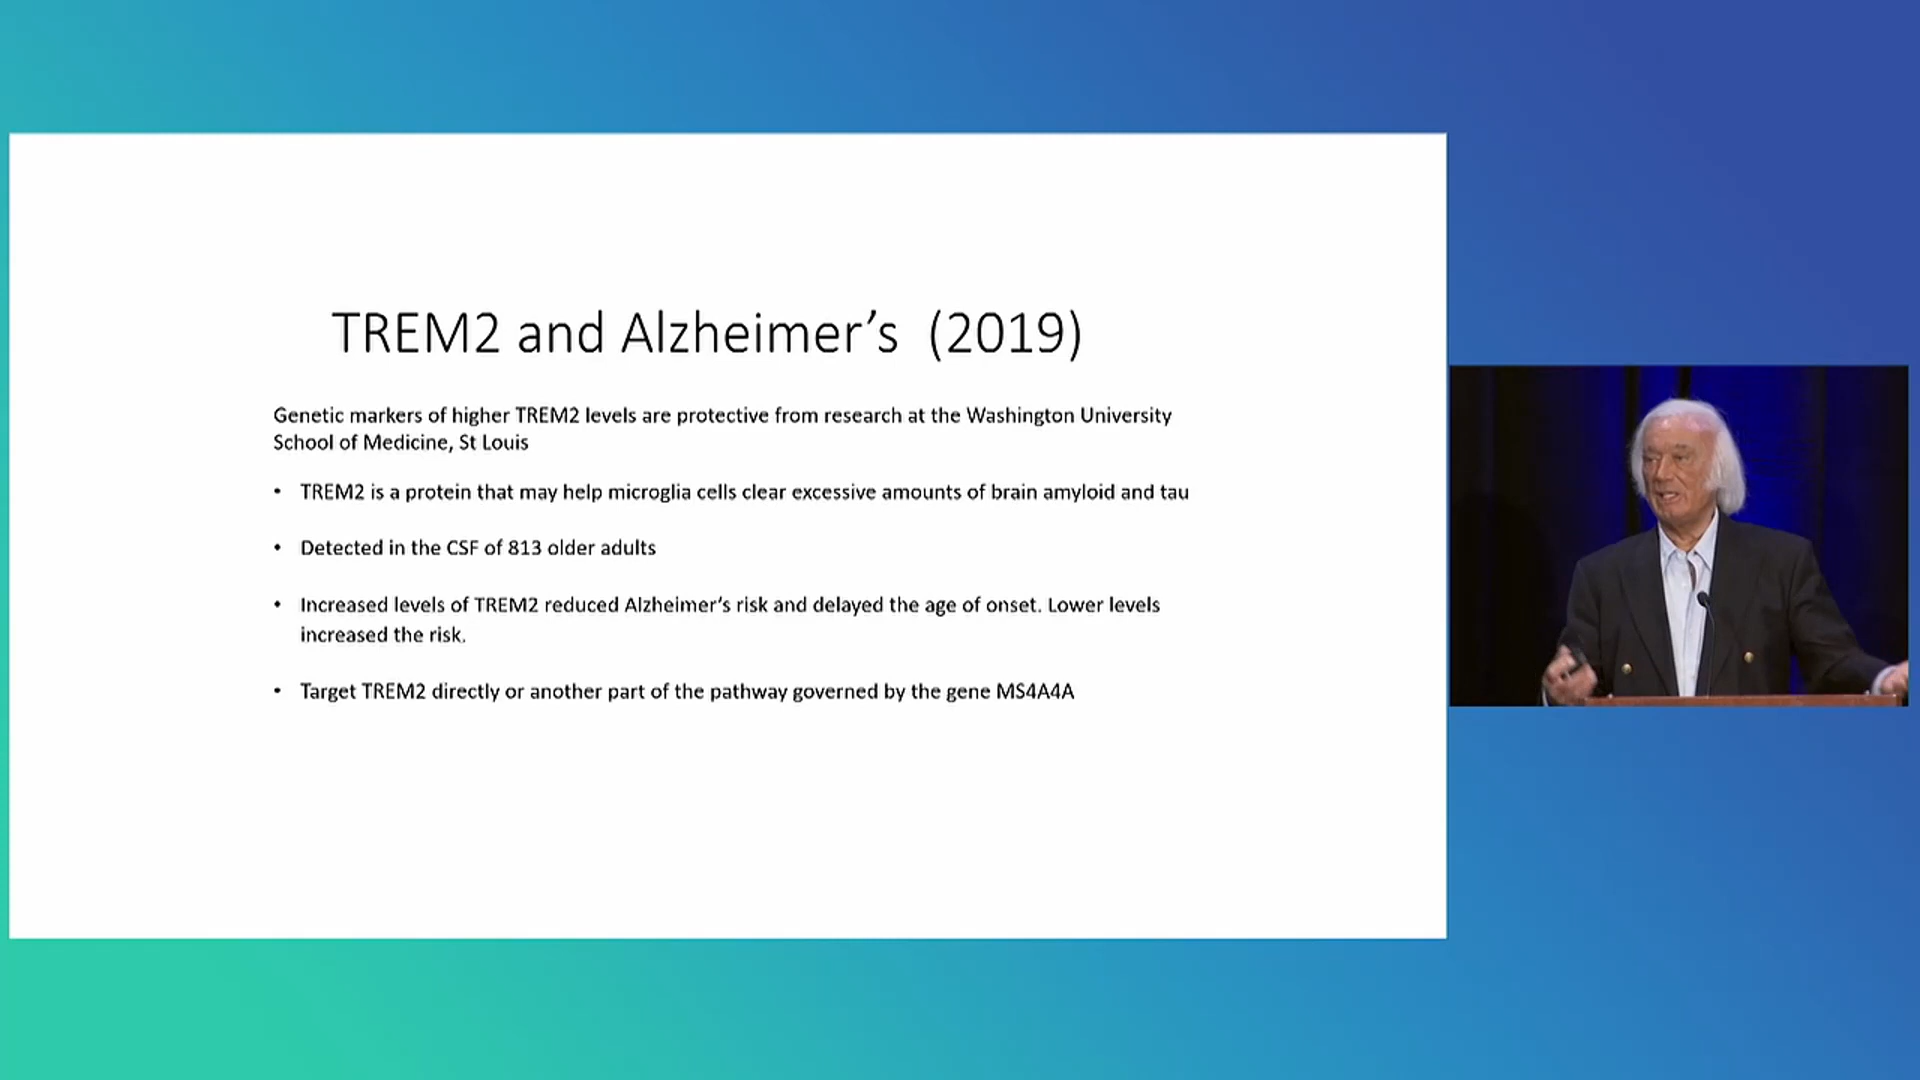 TREM2 and Alzheimer’s (2019)
Genetic markers of higher TREM2 levels are protective from research at the Washington University
School of Medicine, St Louis
• TREM2 is a protein that may help microglia cells clear excessive amounts of brain amyloid and tau
• Detected in the CSF of 813 older adults
• Increased levels of TREM2 reduced Alzheimer’s risk and delayed the age of onset. Lower levels
increased the risk.
• Target TREM2 directly or another part of the pathway governed by the gene MS4A4A